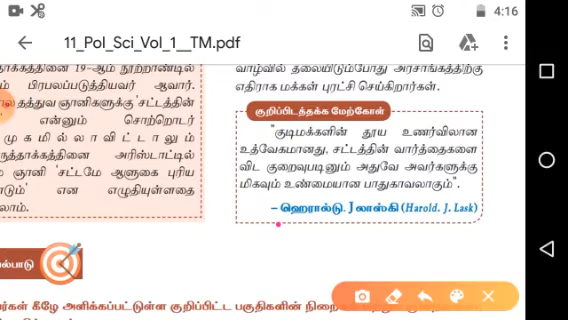 4:16
11_Pol_Sci_Vol_1__TM.pdf
தாக்கத்தினை 19-ஆம் நூற்றாண்டில்
ம் பிரபலப்படுத்தியவர் ஆவார்.
ல தத்துவ ஞானிகளுக்கு 'சட்டத்தின்
என்னும் சொற்றொடர்
முகமில்லாவிட்டாலும்
ருத்தாக்கத்தினை அரிஸ்டாட்டில்
ம் ஞானி 'சட்டமே ஆளுகை புரிய
டும்' என எழுதியுள்ளதை
லாம்.
வாழ்வில் தலையிடும்போது அரசாங்கத்திற்கு
எதிராக மக்கள் புரட்சி செய்கிறார்கள்.
குறிப்பிடத்தக்க மேற்கோள்
"குடிமக்களின் தூய உணர்விலான
உத்வேகமானது, சட்டத்தின் வார்த்தைகளை
விட குறைவுபடினும் அதுவே அவர்களுக்கு
மிகவும் உண்மையான பாதுகாவலாகும்".
– ஹெரால்டு. J லாஸ்கி (Harold. J. Lask)
ல்பாடு
ர்கள் கீழே அளிக்கப்பட்டுள்ள குறிப்பிட்ட பகுதிகளின்